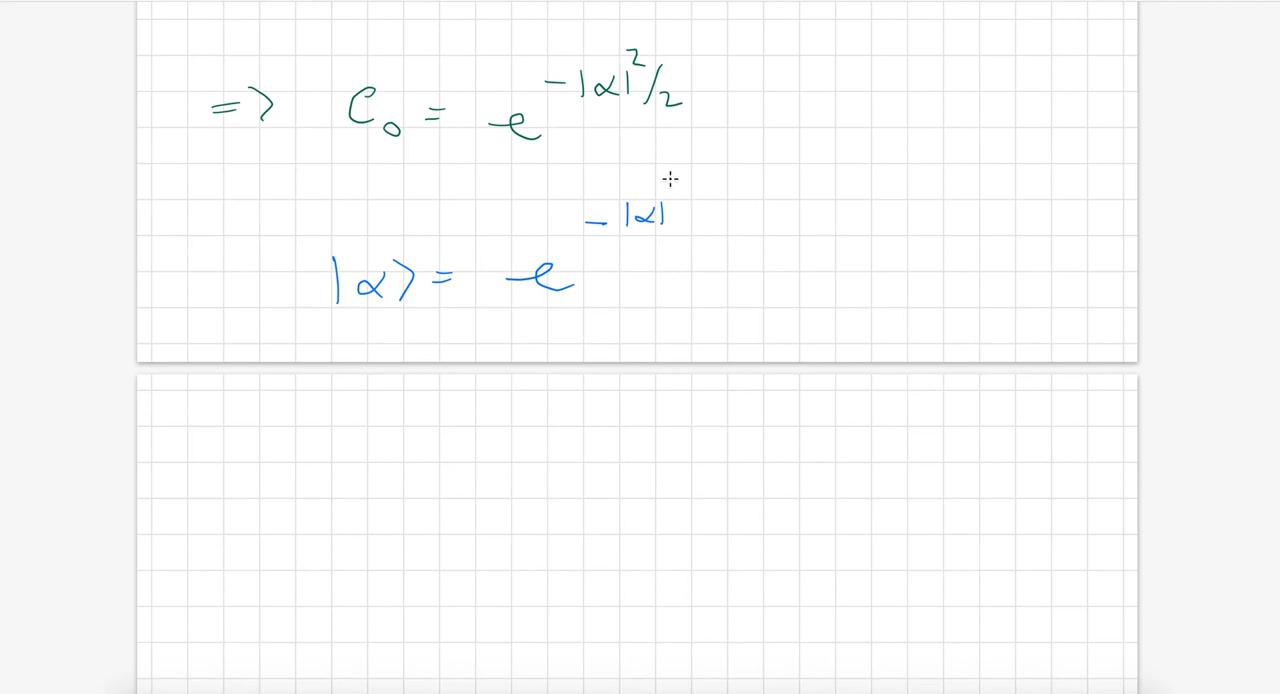 => C₀ = e^{-|α|²/2}
|α⟩ = e^{-|α|}